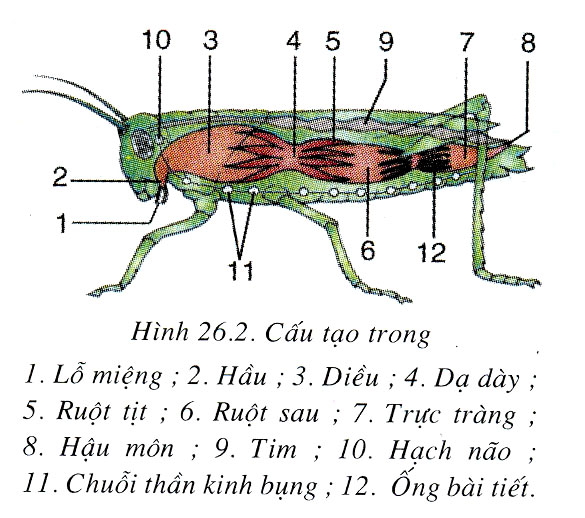 10 3 4 5 9 7 8
2
1
11 6 12
Hình 26.2. Cấu tạo trong
1. Lỗ miệng ; 2. Hầu ; 3. Diều ; 4. Dạ dày ;
5. Ruột tịt ; 6. Ruột sau ; 7. Trực tràng ;
8. Hậu môn ; 9. Tim ; 10. Hạch não ;
11. Chuỗi thần kinh bụng ; 12. Ống bài tiết.